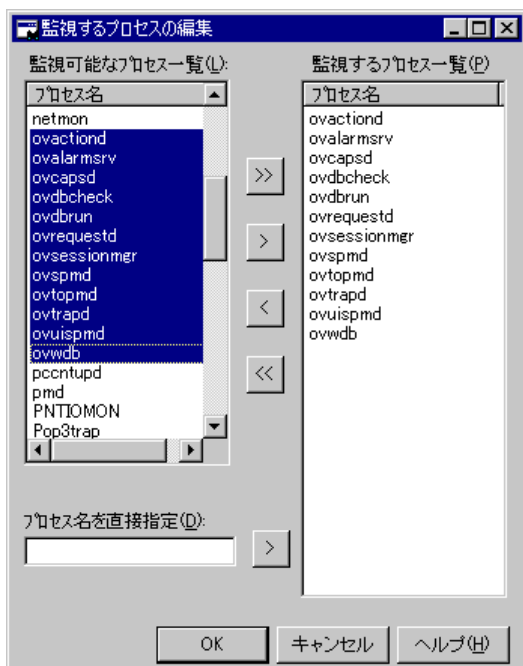 監視するプロセスの編集
監視可能なプロセス一覧(L):
プロセス名
netmon
ovactiond
ovalarmsrv
ovcapsd
ovdbcheck
ovdbrun
ovrequestd
ovsessionmgr
ovspmd
ovtopmd
ovtrapd
ovuispmd
ovwdb
pccntupd
pmd
PNTIOMON
Pop3trap
>>
>
<
<<
監視するプロセス一覧(P)
プロセス名
ovactiond
ovalarmsrv
ovcapsd
ovdbcheck
ovdbrun
ovrequestd
ovsessionmgr
ovspmd
ovtopmd
ovtrapd
ovuispmd
ovwdb
プロセス名を直接指定(D):
>
OK
キャンセル
ヘルプ(H)